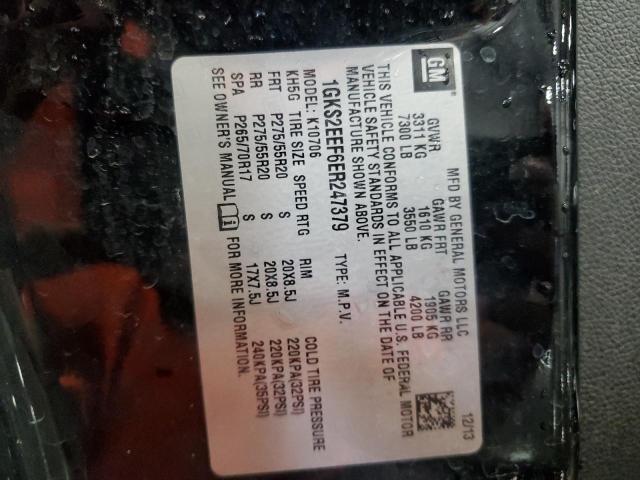 GM
MFD BY GENERAL MOTORS LLC 12/13
GVWR GAWR FRT GAWR RR
3311 KG 1610 KG 1905 KG
7300 LB 3550 LB 4200 LB
THIS VEHICLE CONFORMS TO ALL APPLICABLE U.S. FEDERAL MOTOR
VEHICLE SAFETY STANDARDS IN EFFECT ON THE DATE OF
MANUFACTURE SHOWN ABOVE.
1GKS2EEF6ER247379 TYPE: M.P.V.
MODEL: K10706
KH5G TIRE SIZE SPEED RTG RIM COLD TIRE PRESSURE
FRT P275/55R20 S 20X8.5J 220KPA(32PSI)
RR P275/55R20 S 20X8.5J 220KPA(32PSI)
SPA P265/70R17 S 17X7.5J 240KPA(35PSI)
SEE OWNER'S MANUAL i FOR MORE INFORMATION.